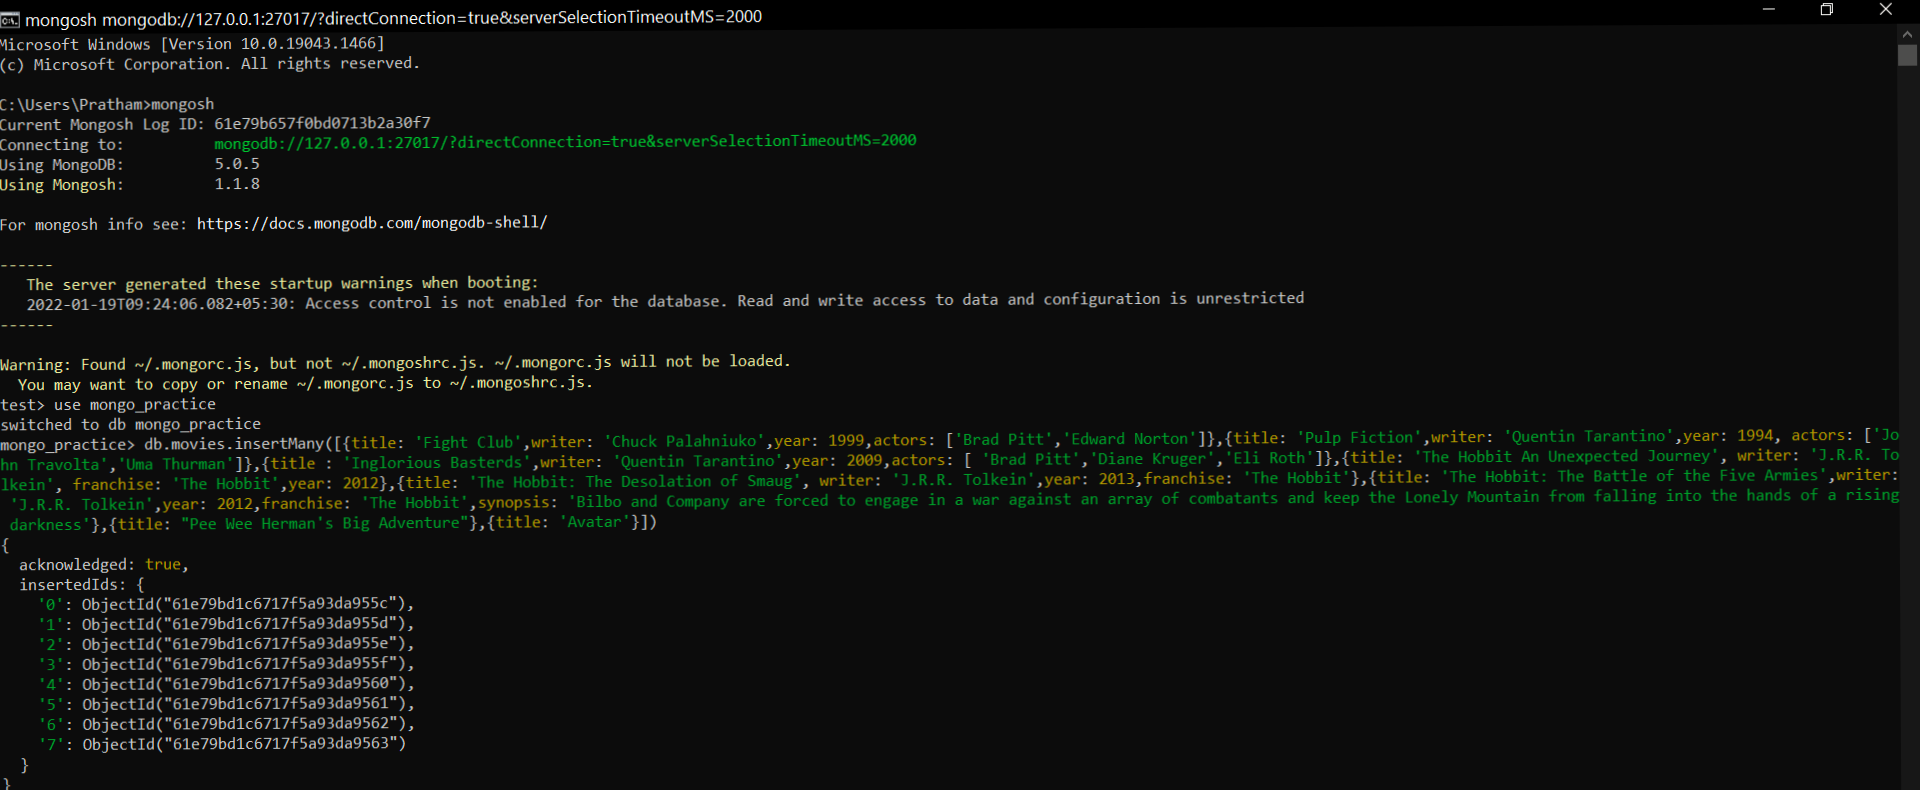 mongosh mongodb://127.0.0.1:27017/?directConnection=true&serverSelectionTimeoutMS=2000
Microsoft Windows [Version 10.0.19043.1466]
(c) Microsoft Corporation. All rights reserved.
C:\Users\Pratham>mongosh
Current Mongosh Log ID: 61e79b657f0bd0713b2a30f7
Connecting to: mongodb://127.0.0.1:27017/?directConnection=true&serverSelectionTimeoutMS=2000
Using MongoDB: 5.0.5
Using Mongosh: 1.1.8
For mongosh info see: https://docs.mongodb.com/mongodb-shell/
------
The server generated these startup warnings when booting:
2022-01-19T09:24:06.082+05:30: Access control is not enabled for the database. Read and write access to data and configuration is unrestricted
------
Warning: Found ~/.mongorc.js, but not ~/.mongoshrc.js. ~/.mongorc.js will not be loaded.
You may want to copy or rename ~/.mongorc.js to ~/.mongoshrc.js.
test> use mongo_practice
switched to db mongo_practice
mongo_practice> db.movies.insertMany([{title: 'Fight Club',writer: 'Chuck Palahniuko',year: 1999,actors: ['Brad Pitt','Edward Norton']},{title: 'Pulp Fiction',writer: 'Quentin Tarantino',year: 1994, actors: ['Jo
hn Travolta','Uma Thurman']},{title : 'Inglorious Basterds',writer: 'Quentin Tarantino',year: 2009,actors: [ 'Brad Pitt','Diane Kruger','Eli Roth']},{title: 'The Hobbit An Unexpected Journey', writer: 'J.R.R. To
lkein', franchise: 'The Hobbit',year: 2012},{title: 'The Hobbit: The Desolation of Smaug', writer: 'J.R.R. Tolkein',year: 2013,franchise: 'The Hobbit'},{title: 'The Hobbit: The Battle of the Five Armies',writer:
'J.R.R. Tolkein',year: 2012,franchise: 'The Hobbit',synopsis: 'Bilbo and Company are forced to engage in a war against an array of combatants and keep the Lonely Mountain from falling into the hands of a rising
darkness'},{title: "Pee Wee Herman's Big Adventure"},{title: 'Avatar'}])
{
acknowledged: true,
insertedIds: {
'0': ObjectId("61e79bd1c6717f5a93da955c"),
'1': ObjectId("61e79bd1c6717f5a93da955d"),
'2': ObjectId("61e79bd1c6717f5a93da955e"),
'3': ObjectId("61e79bd1c6717f5a93da955f"),
'4': ObjectId("61e79bd1c6717f5a93da9560"),
'5': ObjectId("61e79bd1c6717f5a93da9561"),
'6': ObjectId("61e79bd1c6717f5a93da9562"),
'7': ObjectId("61e79bd1c6717f5a93da9563")
}
}